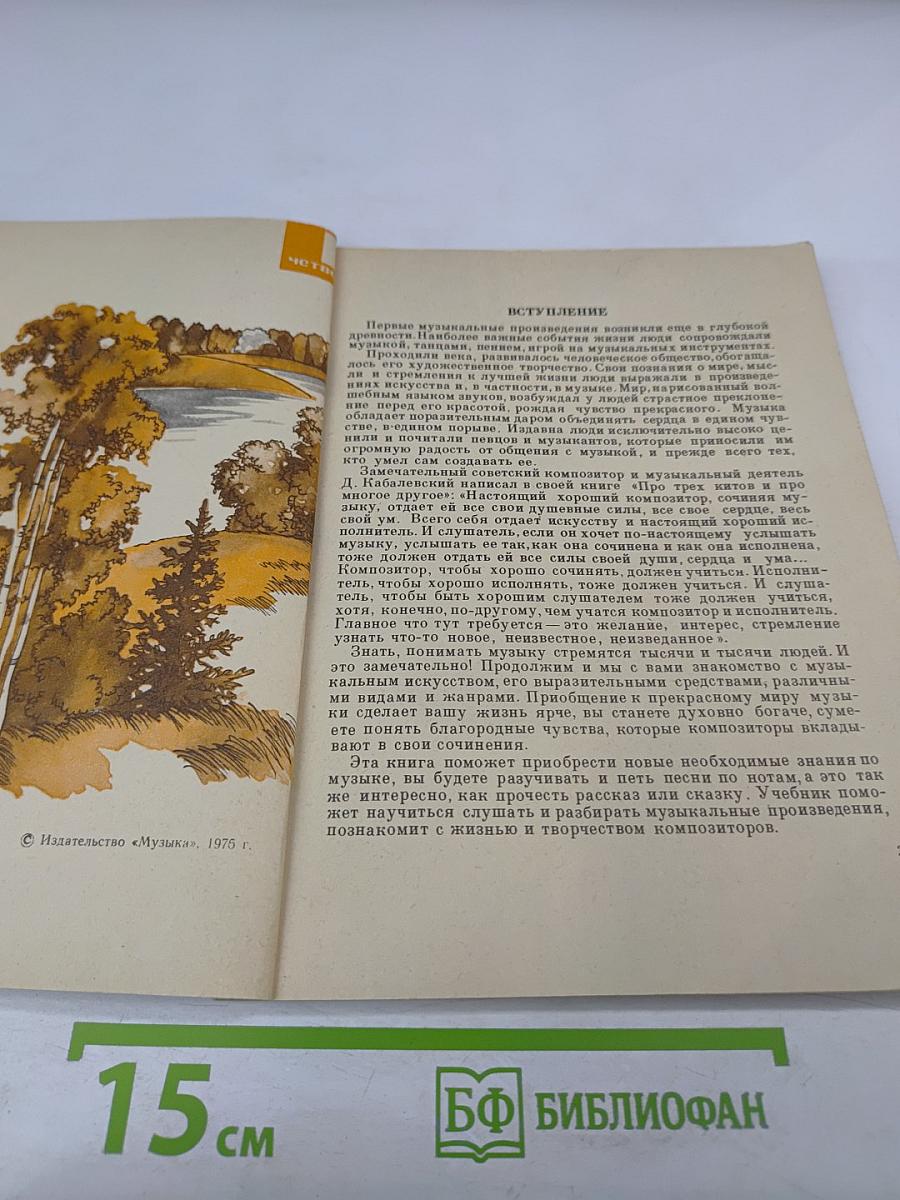 четве
© Издательство «Музыка», 1975 г.
ВСТУПЛЕНИЕ
Первые музыкальные произведения возникли еще в глубокой
древности. Наиболее важные события жизни люди сопровождали
музыкой, танцами, пением, игрой на музыкальных инструментах.
Проходили века, развивалось человеческое общество, обогаща-
лось его художественное творчество. Свои познания о мире, мыс-
ли и стремления к лучшей жизни люди выражали в произведе-
ниях искусства и, в частности, в музыке. Мир, нарисованный вол-
шебным языком звуков, возбуждал у людей страстное преклоне-
ние перед его красотой, рождая чувство прекрасного. Музыка
обладает поразительным даром объединять сердца в едином чув-
стве, в едином порыве. Издавна люди исключительно высоко це-
нили и почитали певцов и музыкантов, которые приносили им
огромную радость от общения с музыкой, и прежде всего тех,
кто умел сам создавать ее.
Замечательный советский композитор и музыкальный деятель
Д. Кабалевский написал в своей книге «Про трех китов и про
многое другое»: «Настоящий хороший композитор, сочиняя му-
зыку, отдает ей все свои душевные силы, все свое сердце, весь
свой ум. Всего себя отдает искусству и настоящий хороший ис-
полнитель. И слушатель, если он хочет по-настоящему услышать
музыку, услышать ее так, как она сочинена и как она исполнена,
тоже должен отдать ей все силы своей души, сердца и ума...
Композитор, чтобы хорошо сочинять, должен учиться. Исполни-
тель, чтобы хорошо исполнять, тоже должен учиться. И слуша-
тель, чтобы быть хорошим слушателем тоже должен учиться,
хотя, конечно, по-другому, чем учатся композитор и исполнитель.
Главное что тут требуется — это желание, интерес, стремление
узнать что-то новое, неизвестное, неизведанное».
Знать, понимать музыку стремятся тысячи и тысячи людей. И
это замечательно! Продолжим и мы с вами знакомство с музы-
кальным искусством, его выразительными средствами, различны-
ми видами и жанрами. Приобщение к прекрасному миру музы-
ки сделает вашу жизнь ярче, вы станете духовно богаче, суме-
ете понять благородные чувства, которые композиторы вклады-
вают в свои сочинения.
Эта книга поможет приобрести новые необходимые знания по
музыке, вы будете разучивать и петь песни по нотам, а это так
же интересно, как прочесть рассказ или сказку. Учебник помо-
жет научиться слушать и разбирать музыкальные произведения,
познакомит с жизнью и творчеством композиторов.
15 см
БФ БИБЛИОФАН